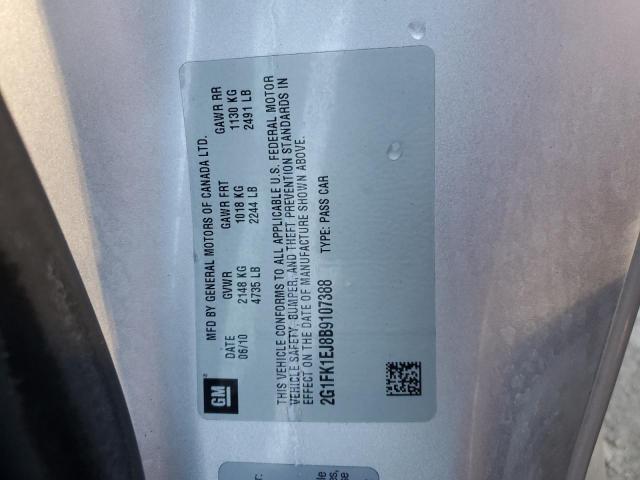 MFD BY GENERAL MOTORS OF CANADA LTD.
DATE GVWR GAWR FRT GAWR RR
06/10 2148 KG 1018 KG 1130 KG
4735 LB 2244 LB 2491 LB
GM
THIS VEHICLE CONFORMS TO ALL APPLICABLE U.S. FEDERAL MOTOR
VEHICLE SAFETY, BUMPER, AND THEFT PREVENTION STANDARDS IN
EFFECT ON THE DATE OF MANUFACTURE SHOWN ABOVE.
2G1FK1EJ8B9107388 TYPE: PASS CAR